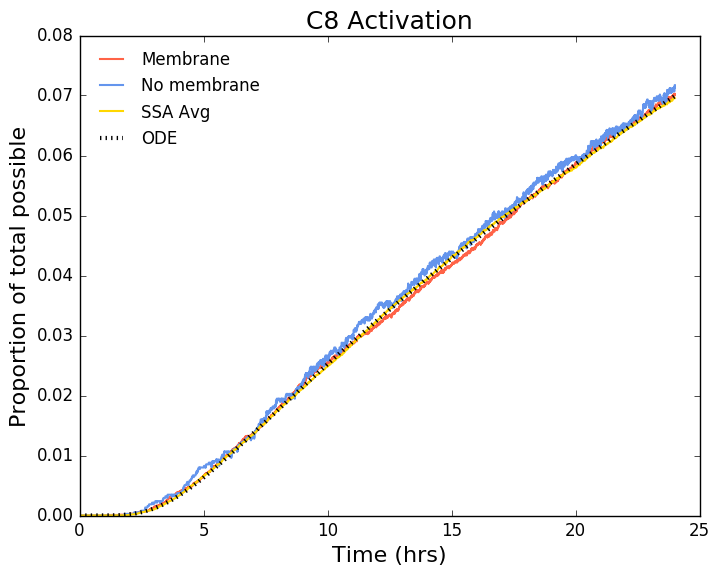 C8 Activation
0.08
0.07
0.06
0.05
0.04
0.03
0.02
0.01
0.00
Proportion of total possible
Membrane
No membrane
SSA Avg
ODE
0 5 10 15 20 25
Time (hrs)